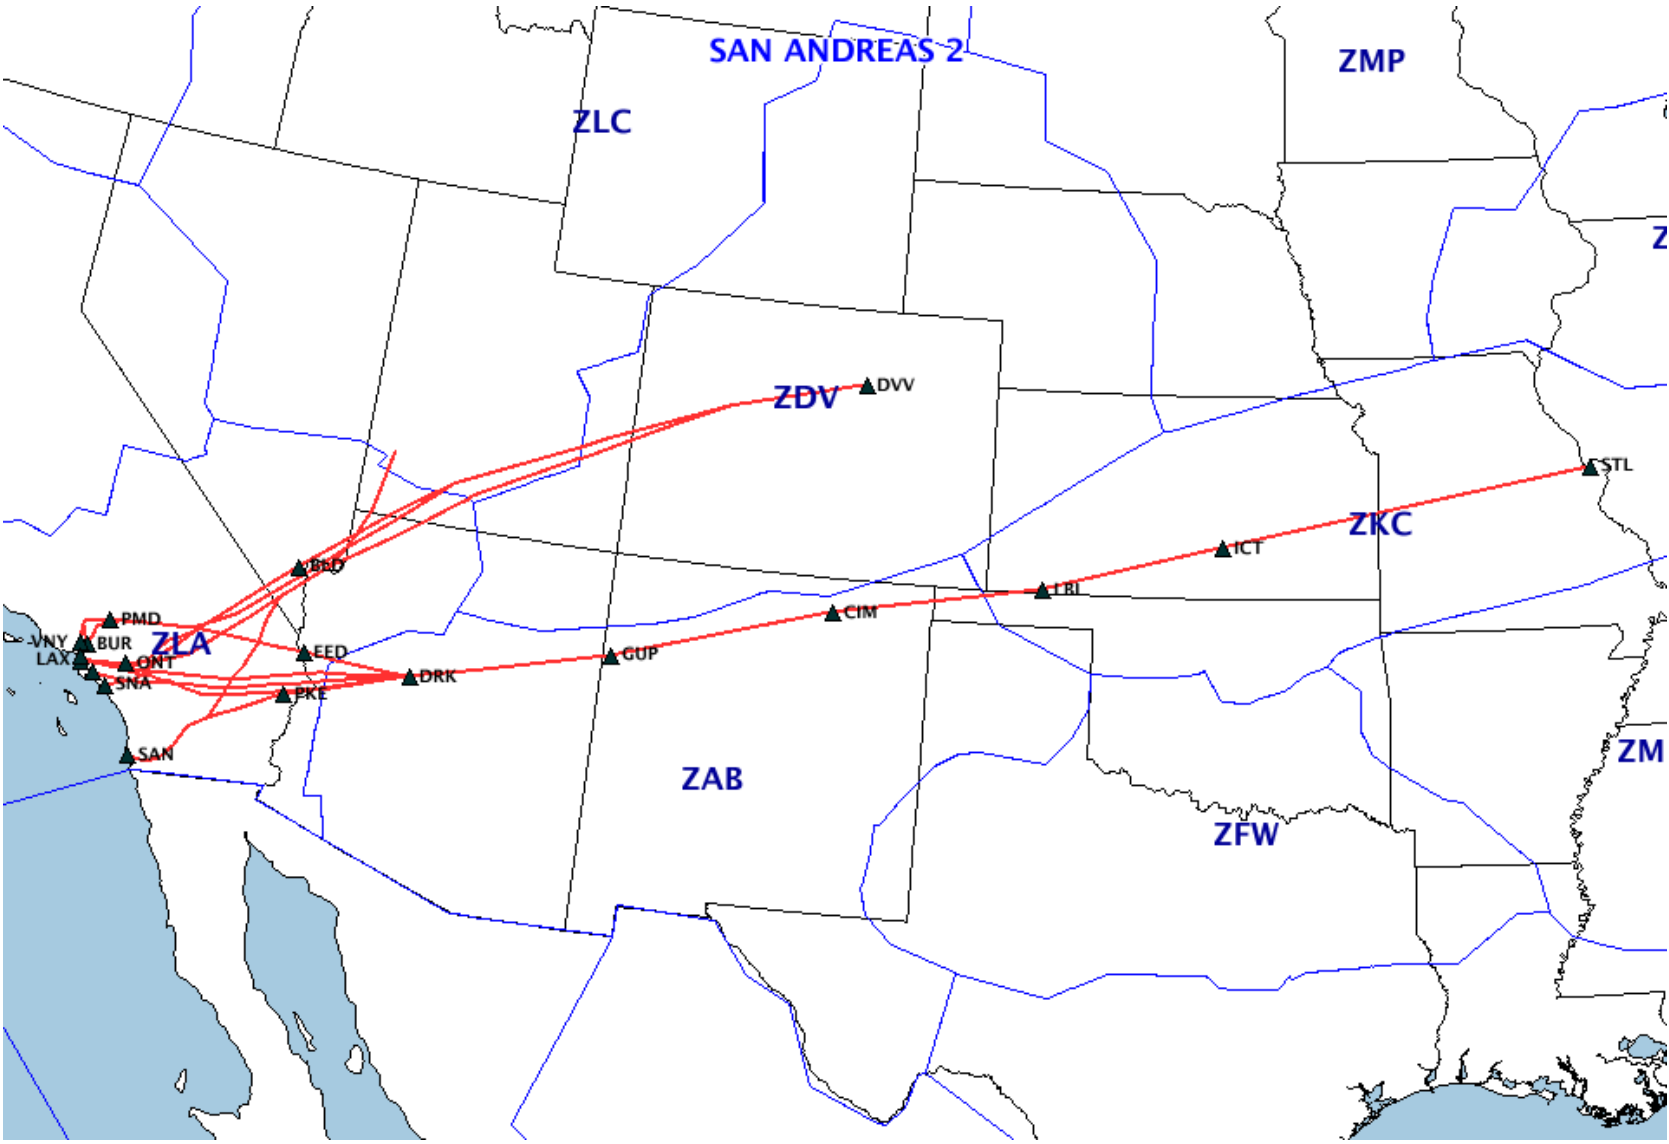 SAN ANDREAS 2
ZMP
ZLC
Z
DVV
ZDV
STL
ZKC
ICT
BLD
LBL
CIM
PMD
VNY
BUR
ZLA
EED
GUP
LAX
ONT
DRK
SNA
PKE
SAN
ZM
ZAB
ZFW